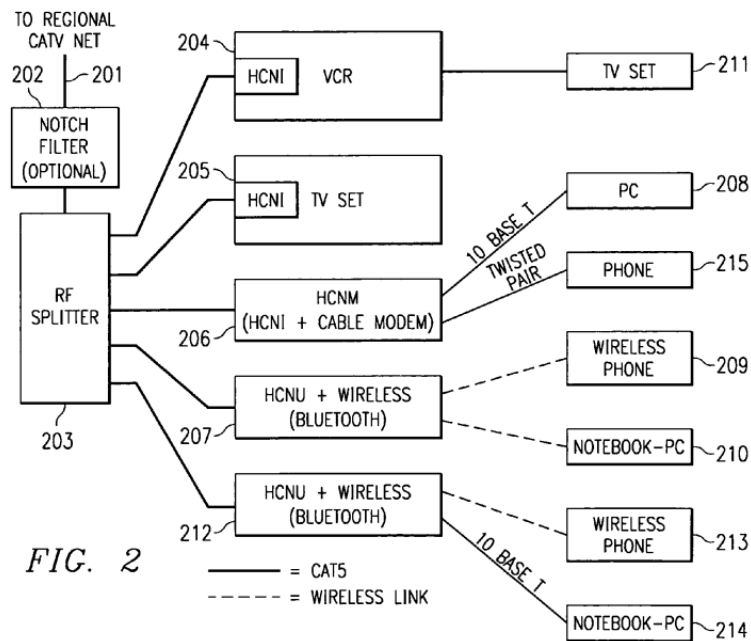 TO REGIONAL
CATV NET
202
201
NOTCH
FILTER
(OPTIONAL)
RF
SPLITTER
203
204
HCNI
VCR
TV SET
211
205
HCNI
TV SET
HCNM
(HCNI + CABLE MODEM)
206
10 BASE T
TWISTED
PAIR
PC
208
PHONE
215
HCNU + WIRELESS
(BLUETOOTH)
207
WIRELESS
PHONE
209
NOTEBOOK-PC
210
HCNU + WIRELESS
(BLUETOOTH)
212
WIRELESS
PHONE
213
10 BASE T
NOTEBOOK-PC
214
FIG. 2
= CAT5
= WIRELESS LINK